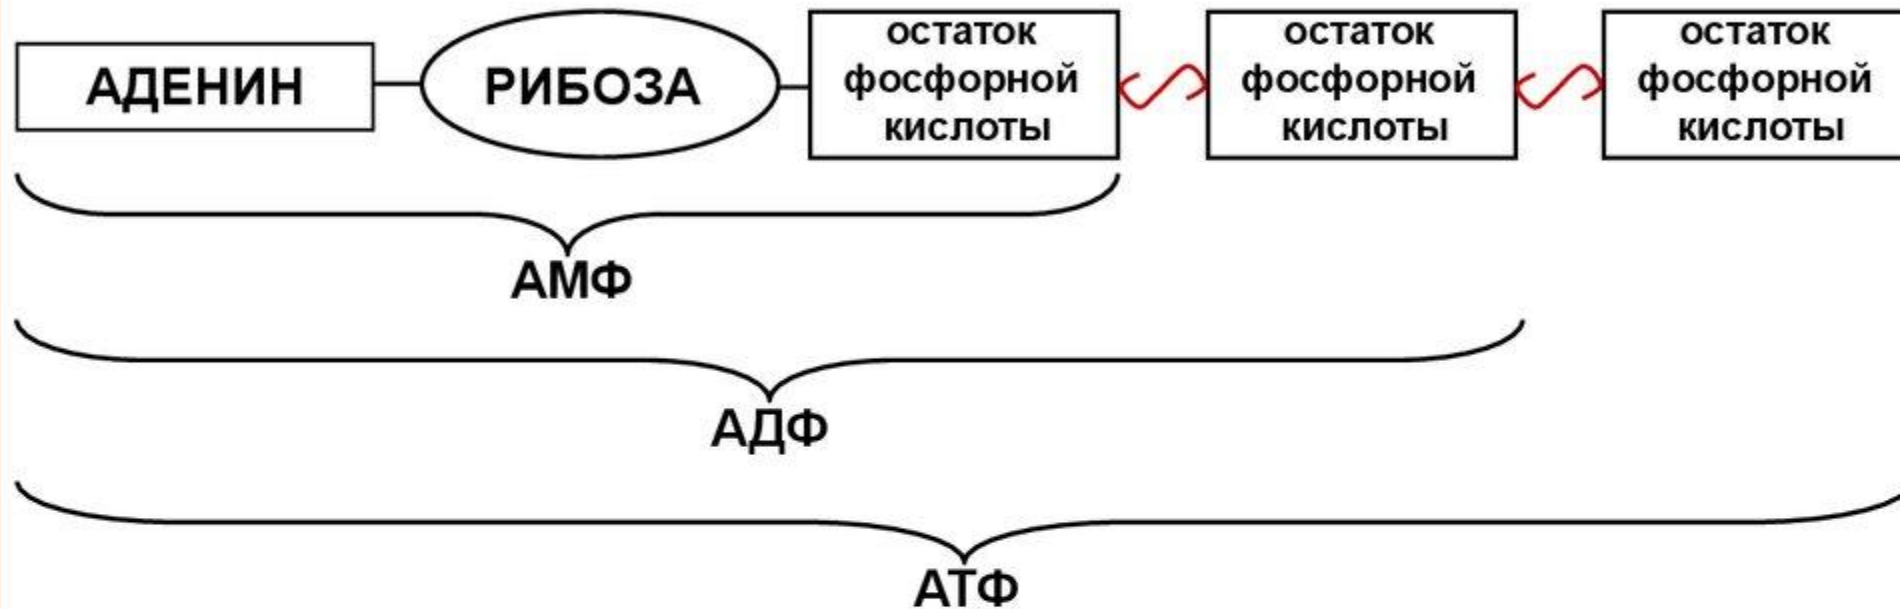 АДЕНИН
РИБОЗА
остаток
фосфорной
кислоты
остаток
фосфорной
кислоты
остаток
фосфорной
кислоты
АМФ
АДФ
АТФ